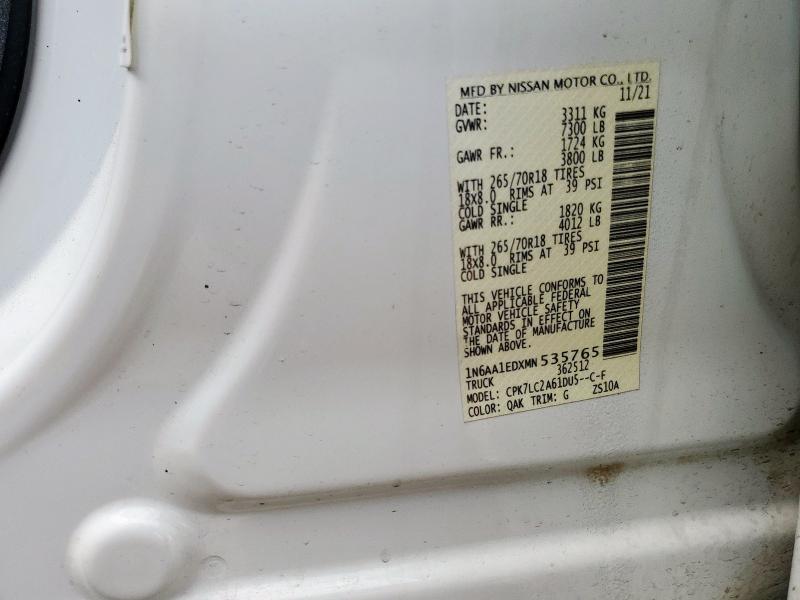 MFD BY NISSAN MOTOR CO., LTD.
DATE: 11/21
GVWR: 3311 KG
7300 LB
GAWR FR.: 1724 KG
3800 LB
WITH 265/70R18 TIRES
18X8.0 RIMS AT 39 PSI
COLD SINGLE
GAWR RR.: 1820 KG
4012 LB
WITH 265/70R18 TIRES
18X8.0 RIMS AT 39 PSI
COLD SINGLE
THIS VEHICLE CONFORMS TO
ALL APPLICABLE FEDERAL
MOTOR VEHICLE SAFETY
STANDARDS IN EFFECT ON
THE DATE OF MANUFACTURE
SHOWN ABOVE.
1N6AA1EDXMN535765
TRUCK 362512
MODEL: CPK7LC2A61DU5--C-F
COLOR: QAK TRIM: G ZS10A